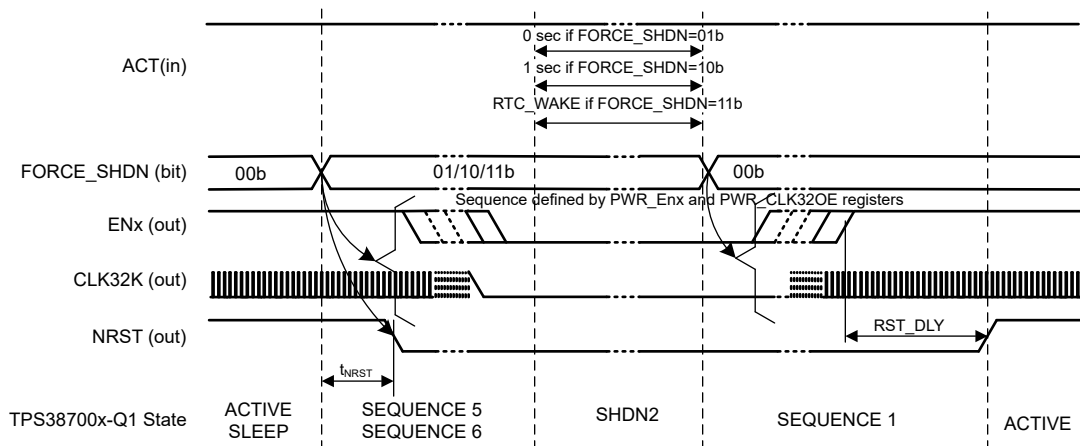 ACT(in)
0 sec if FORCE_SHDN=01b
1 sec if FORCE_SHDN=10b
RTC_WAKE if FORCE_SHDN=11b
FORCE_SHDN (bit)
00b
01/10/11b
00b
Sequence defined by PWR_Enx and PWR_CLK32OE registers
ENx (out)
CLK32K (out)
NRST (out)
RST_DLY
tNRST
TPS38700x-Q1 State
ACTIVE
SLEEP
SEQUENCE 5
SEQUENCE 6
SHDN2
SEQUENCE 1
ACTIVE